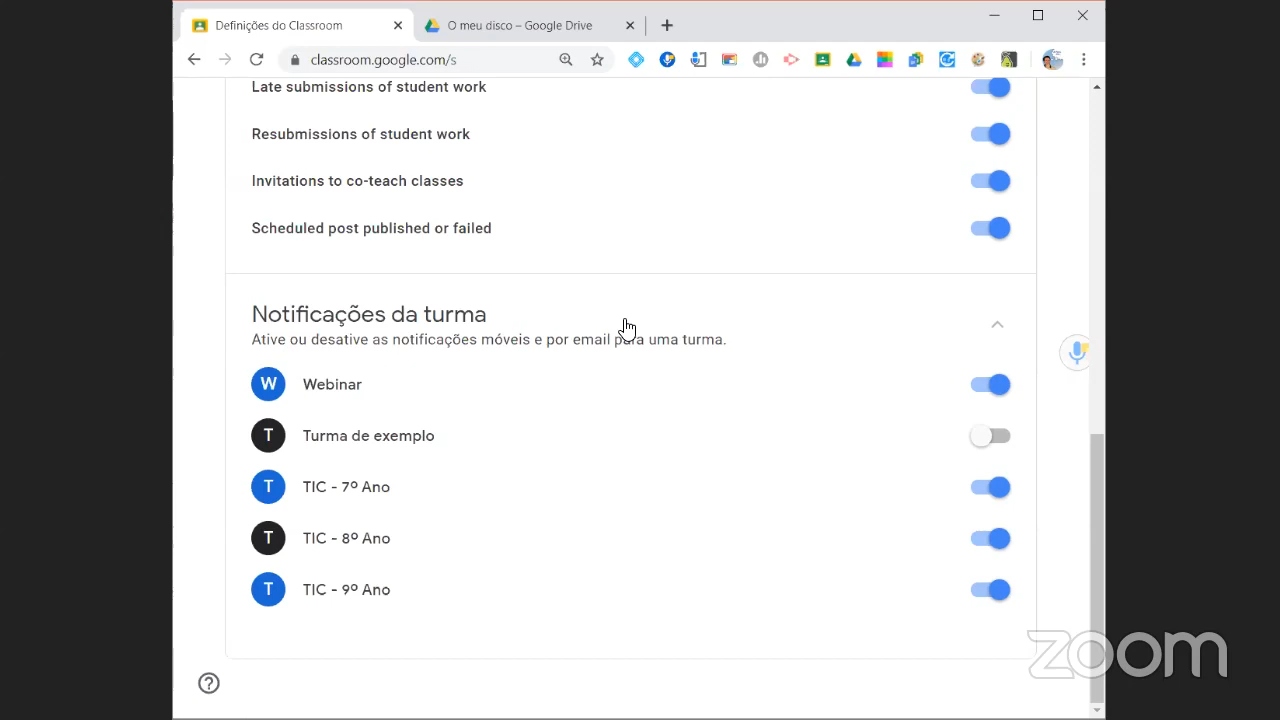 Definições do Classroom
O meu disco – Google Drive
classroom.google.com/s
Late submissions of student work
Resubmissions of student work
Invitations to co-teach classes
Scheduled post published or failed
Notificações da turma
Ative ou desative as notificações móveis e por email para uma turma.
W Webinar
T Turma de exemplo
T TIC - 7º Ano
T TIC - 8º Ano
T TIC - 9º Ano
zoom